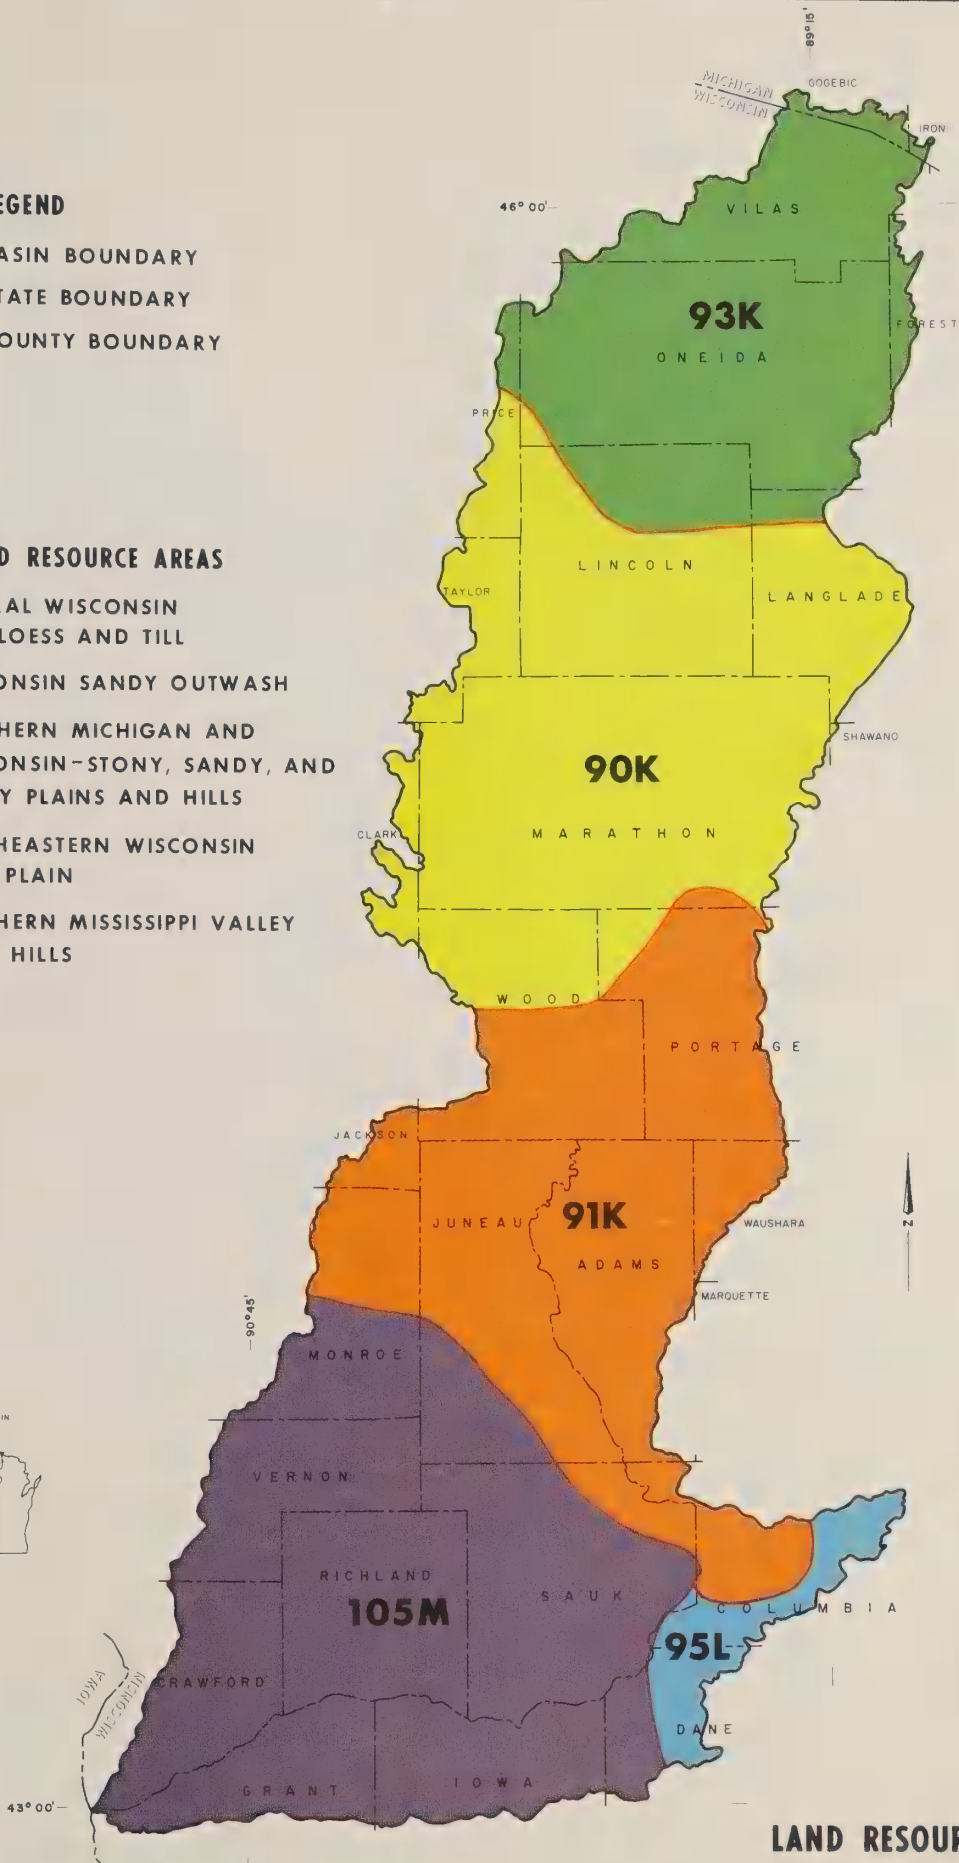 EGEND
ASIN BOUNDARY
TATE BOUNDARY
OUNTY BOUNDARY
D RESOURCE AREAS
RAL WISCONSIN
LOESS AND TILL
ONSIN SANDY OUTWASH
HERN MICHIGAN AND
ONSIN-STONY, SANDY, AND
Y PLAINS AND HILLS
HEASTERN WISCONSIN
PLAIN
HERN MISSISSIPPI VALLEY
HILLS
89°15'
GOGEBIC
MICHIGAN
WISCONSIN
IRON
46°00'
VILAS
93K
FOREST
ONEIDA
PRICE
LINCOLN
TAYLOR
LANGLADE
SHAWANO
90K
MARATHON
CLARK
WOOD
PORTAGE
JACKSON
JUNEAU
91K
WAUSHARA
N
ADAMS
MARQUETTE
90°45'
MONROE
IN
VERNON
RICHLAND
SAUK
105M
COLUMBIA
95L
CRAWFORD
IOWA
WISCONSIN
DANE
GRANT
IOWA
43°00'
LAND RESOUR